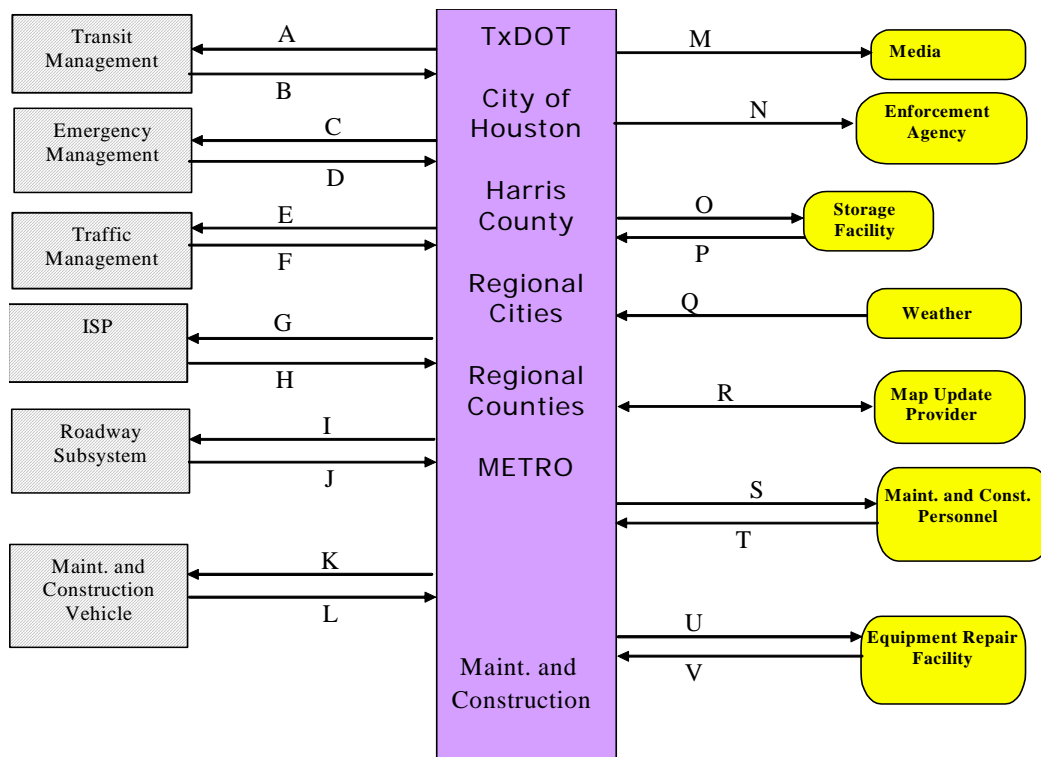 Transit
Management
A
B
Emergency
Management
C
D
Traffic
Management
E
F
ISP
G
H
Roadway
Subsystem
I
J
Maint. and
Construction
Vehicle
K
L
TxDOT
City of
Houston
Harris
County
Regional
Cities
Regional
Counties
METRO
Maint. and
Construction
M
Media
N
Enforcement
Agency
O
P
Storage
Facility
Q
Weather
R
Map Update
Provider
S
T
Maint. and Const.
Personnel
U
V
Equipment Repair
Facility